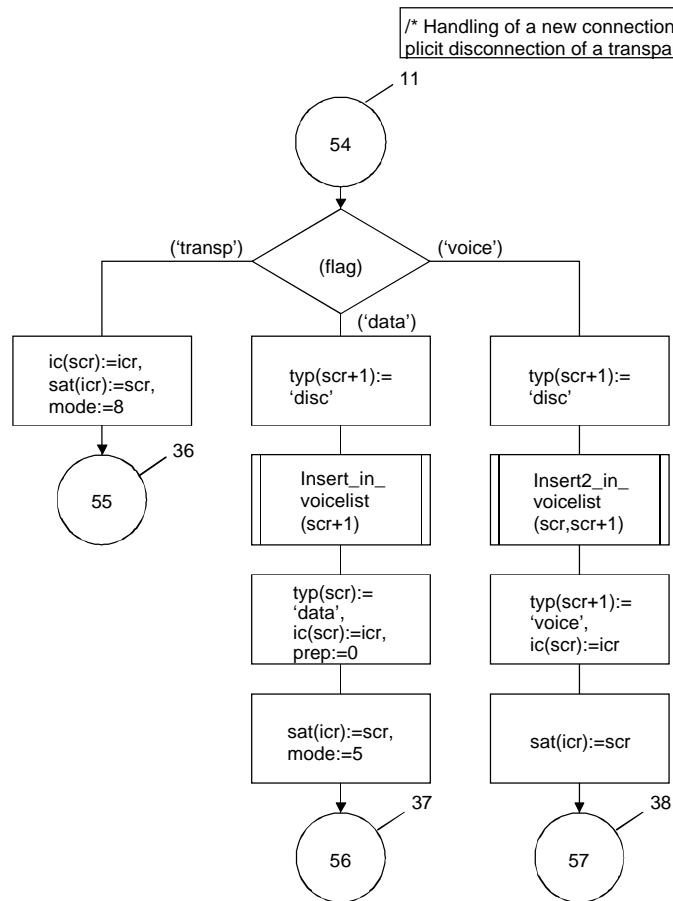 /* Handling of a new connection
plicit disconnection of a transpa
11
54
(‘transp’)
(flag)
(‘voice’)
(‘data’)
ic(scr):=icr,
sat(icr):=scr,
mode:=8
typ(scr+1):=
‘disc’
typ(scr+1):=
‘disc’
36
55
Insert_in_
voicelist
(scr+1)
Insert2_in_
voicelist
(scr,scr+1)
typ(scr):=
‘data’,
ic(scr):=icr,
prep:=0
typ(scr+1):=
‘voice’,
ic(scr):=icr
sat(icr):=scr,
mode:=5
sat(icr):=scr
37
56
38
57